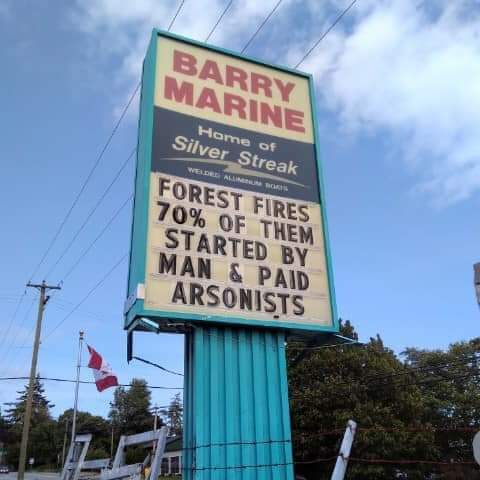 BARRY
MARINE
Home of
Silver Streak
WELDED ALUMINUM BOATS
FOREST FIRES
70% OF THEM
STARTED BY
MAN & PAID
ARSONISTS